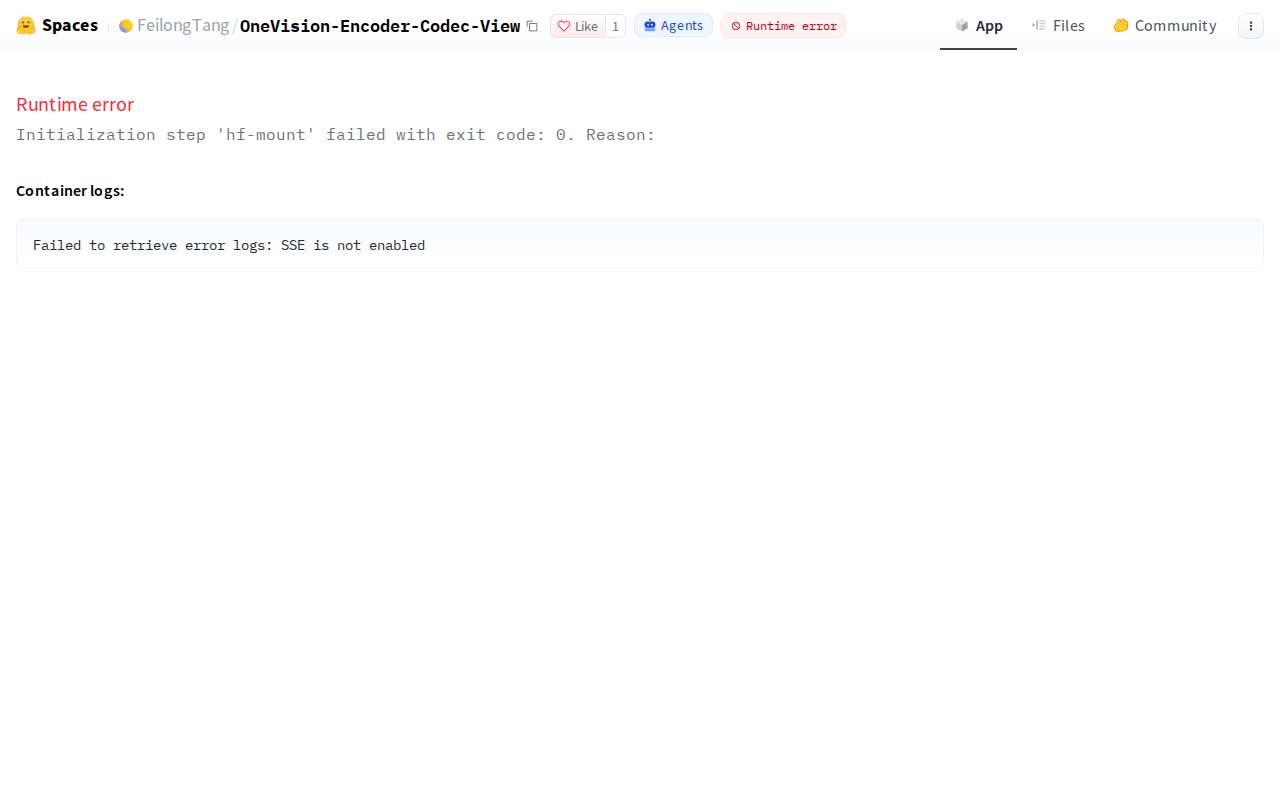 Spaces
FeilongTang/OneVision-Encoder-Codec-View
Like 1
Agents
Runtime error
App
Files
Community
Runtime error
Initialization step 'hf-mount' failed with exit code: 0. Reason:
Container logs:
Failed to retrieve error logs: SSE is not enabled